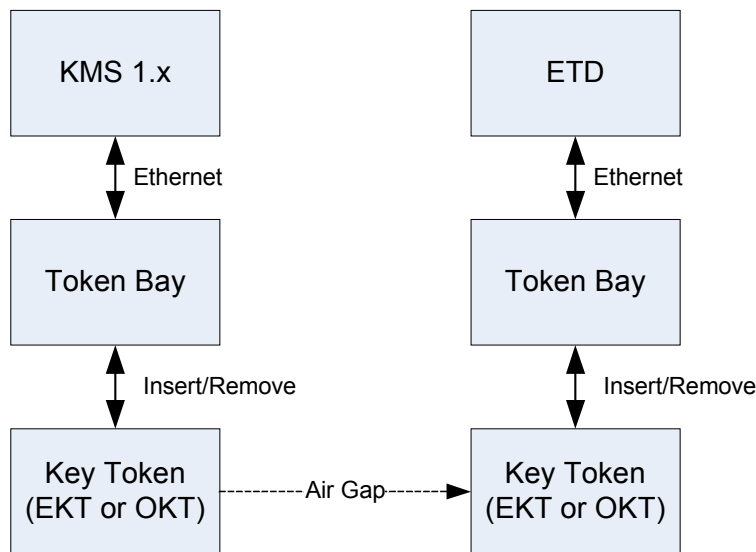 KMS 1.x
ETD
Ethernet
Ethernet
Token Bay
Token Bay
Insert/Remove
Insert/Remove
Key Token
(EKT or OKT)
Air Gap
Key Token
(EKT or OKT)